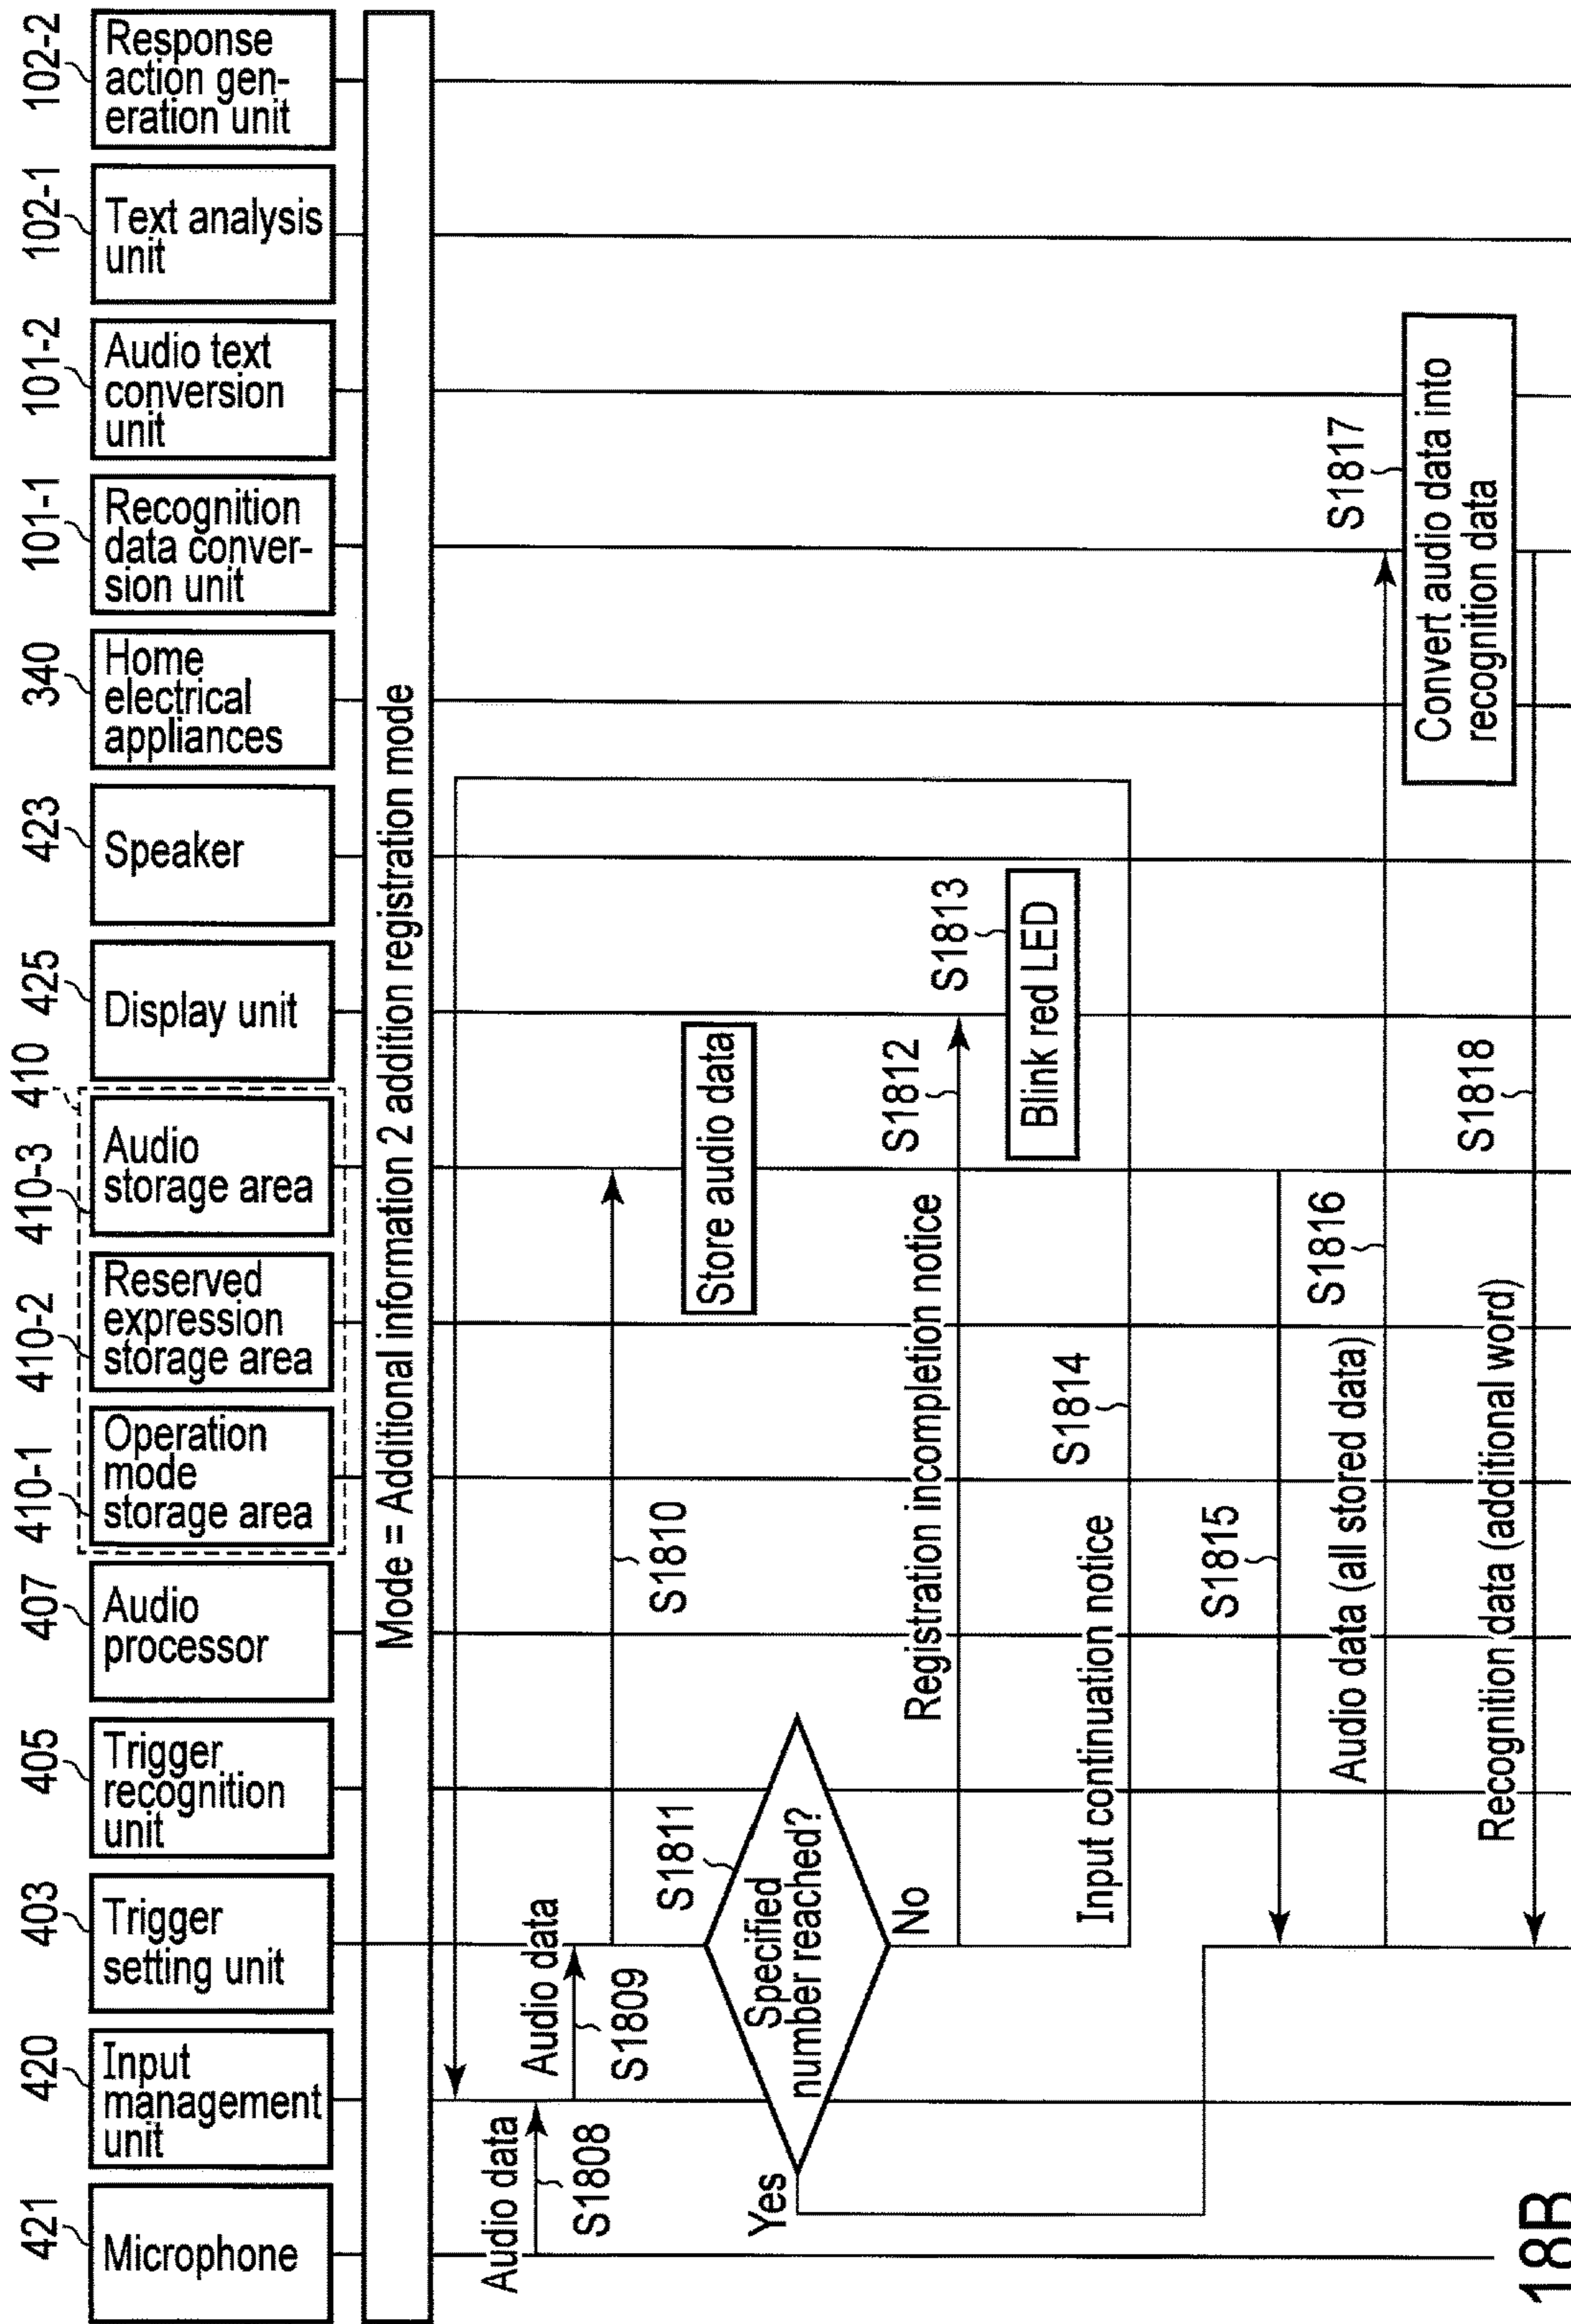 421
Microphone
420
Input
management
unit
403
Trigger
setting unit
405
Trigger
recognition
unit
407
Audio
processor
410-1
Operation
mode
storage area
410-2
Reserved
expression
storage area
410-3
Audio
storage area
410
425
Display unit
423
Speaker
340
Home
electrical
appliances
101-1
Recognition
data conver-
sion unit
101-2
Audio text
conversion
unit
102-1
Text analysis
unit
102-2
Response
action gen-
eration unit
Mode = Additional information 2 addition registration mode
Audio data
S1808
Audio data
S1809
S1810
Store audio data
S1811
Specified
number reached?
Yes
No
Registration incompletion notice
S1812
S1813
Blink red LED
Input continuation notice
S1814
S1815
Audio data (all stored data)
S1816
S1817
Convert audio data into
recognition data
Recognition data (additional word)
S1818
18B